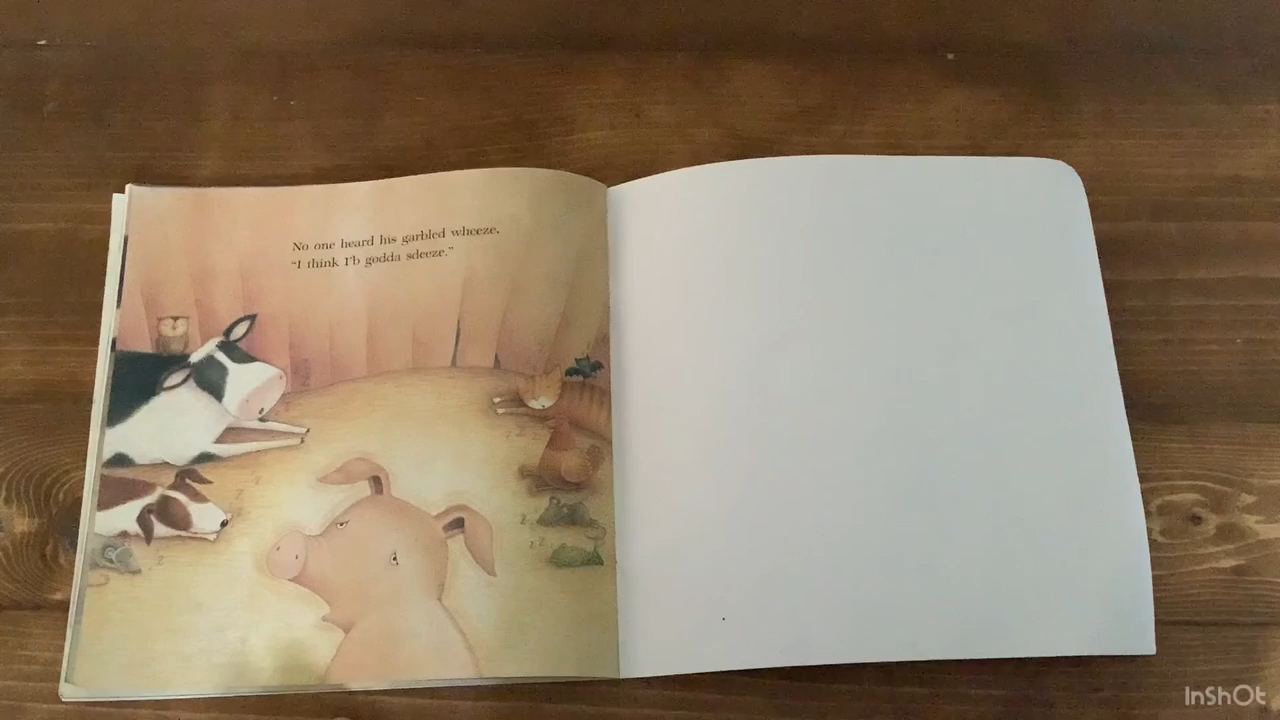 No one heard his garbled wheeze,
"I think I'b godda sdeeze."
z z
z
z z
z z z
InShOt